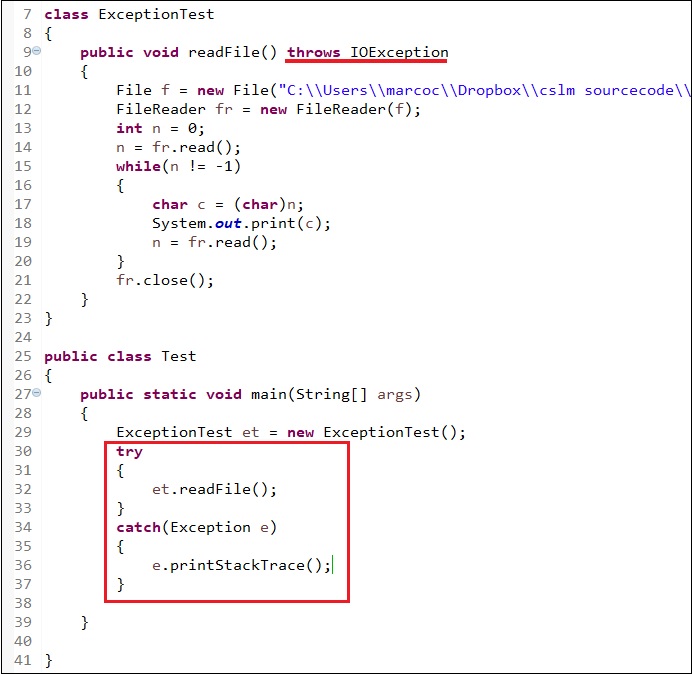 7 class ExceptionTest
8 {
9 public void readFile() throws IOException
10 {
11 File f = new File("C:\\Users\\marcoc\\Dropbox\\cslm sourcecode\\
12 FileReader fr = new FileReader(f);
13 int n = 0;
14 n = fr.read();
15 while(n != -1)
16 {
17 char c = (char)n;
18 System.out.print(c);
19 n = fr.read();
20 }
21 fr.close();
22 }
23 }
24
25 public class Test
26 {
27 public static void main(String[] args)
28 {
29 ExceptionTest et = new ExceptionTest();
30 try
31 {
32 et.readFile();
33 }
34 catch(Exception e)
35 {
36 e.printStackTrace();
37 }
38
39 }
40
41 }